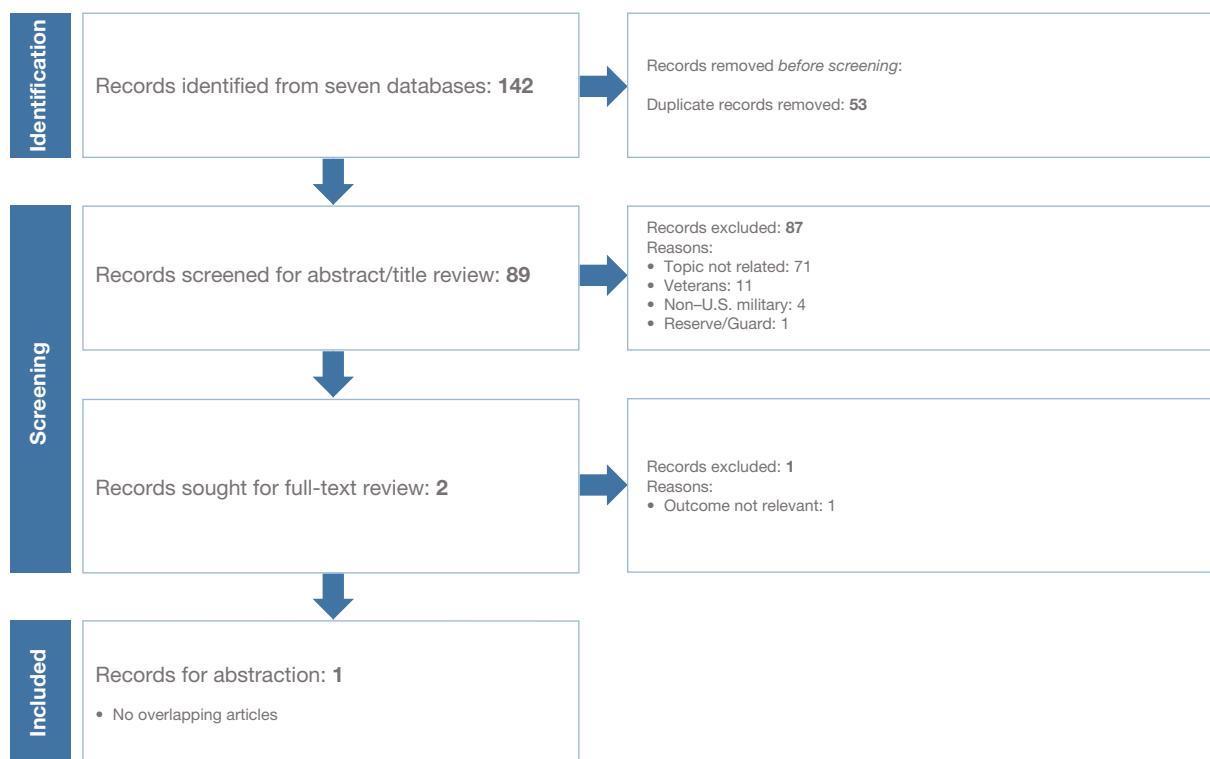 Identification
Records identified from seven databases: 142
Records removed before screening:
Duplicate records removed: 53
Screening
Records screened for abstract/title review: 89
Records excluded: 87
Reasons:
• Topic not related: 71
• Veterans: 11
• Non–U.S. military: 4
• Reserve/Guard: 1
Records sought for full-text review: 2
Records excluded: 1
Reasons:
• Outcome not relevant: 1
Included
Records for abstraction: 1
• No overlapping articles